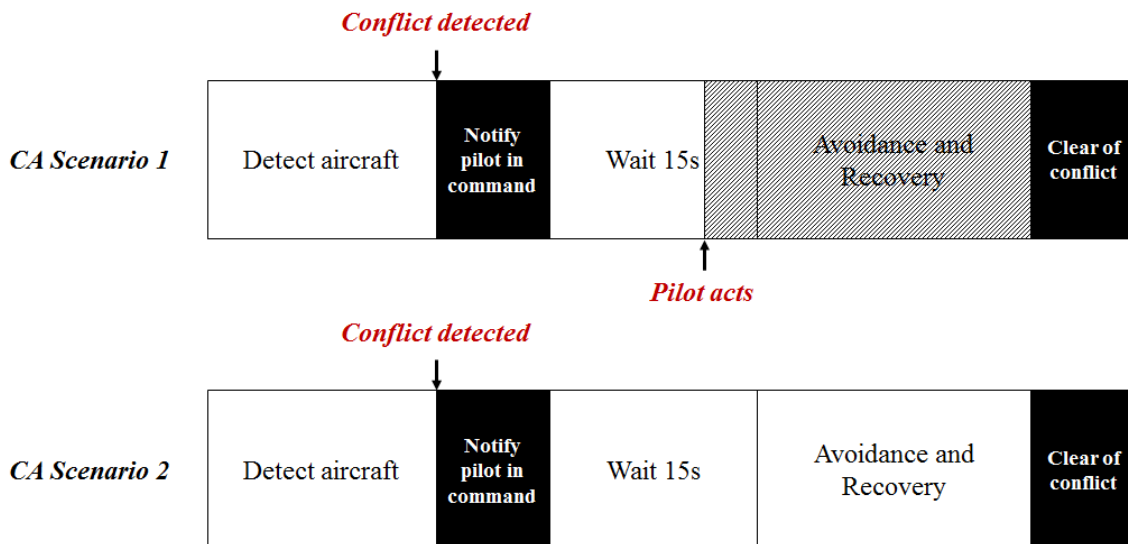 Conflict detected
CA Scenario 1
Detect aircraft
Notify
pilot in
command
Wait 15s
Avoidance and
Recovery
Clear of
conflict
Pilot acts
Conflict detected
CA Scenario 2
Detect aircraft
Notify
pilot in
command
Wait 15s
Avoidance and
Recovery
Clear of
conflict